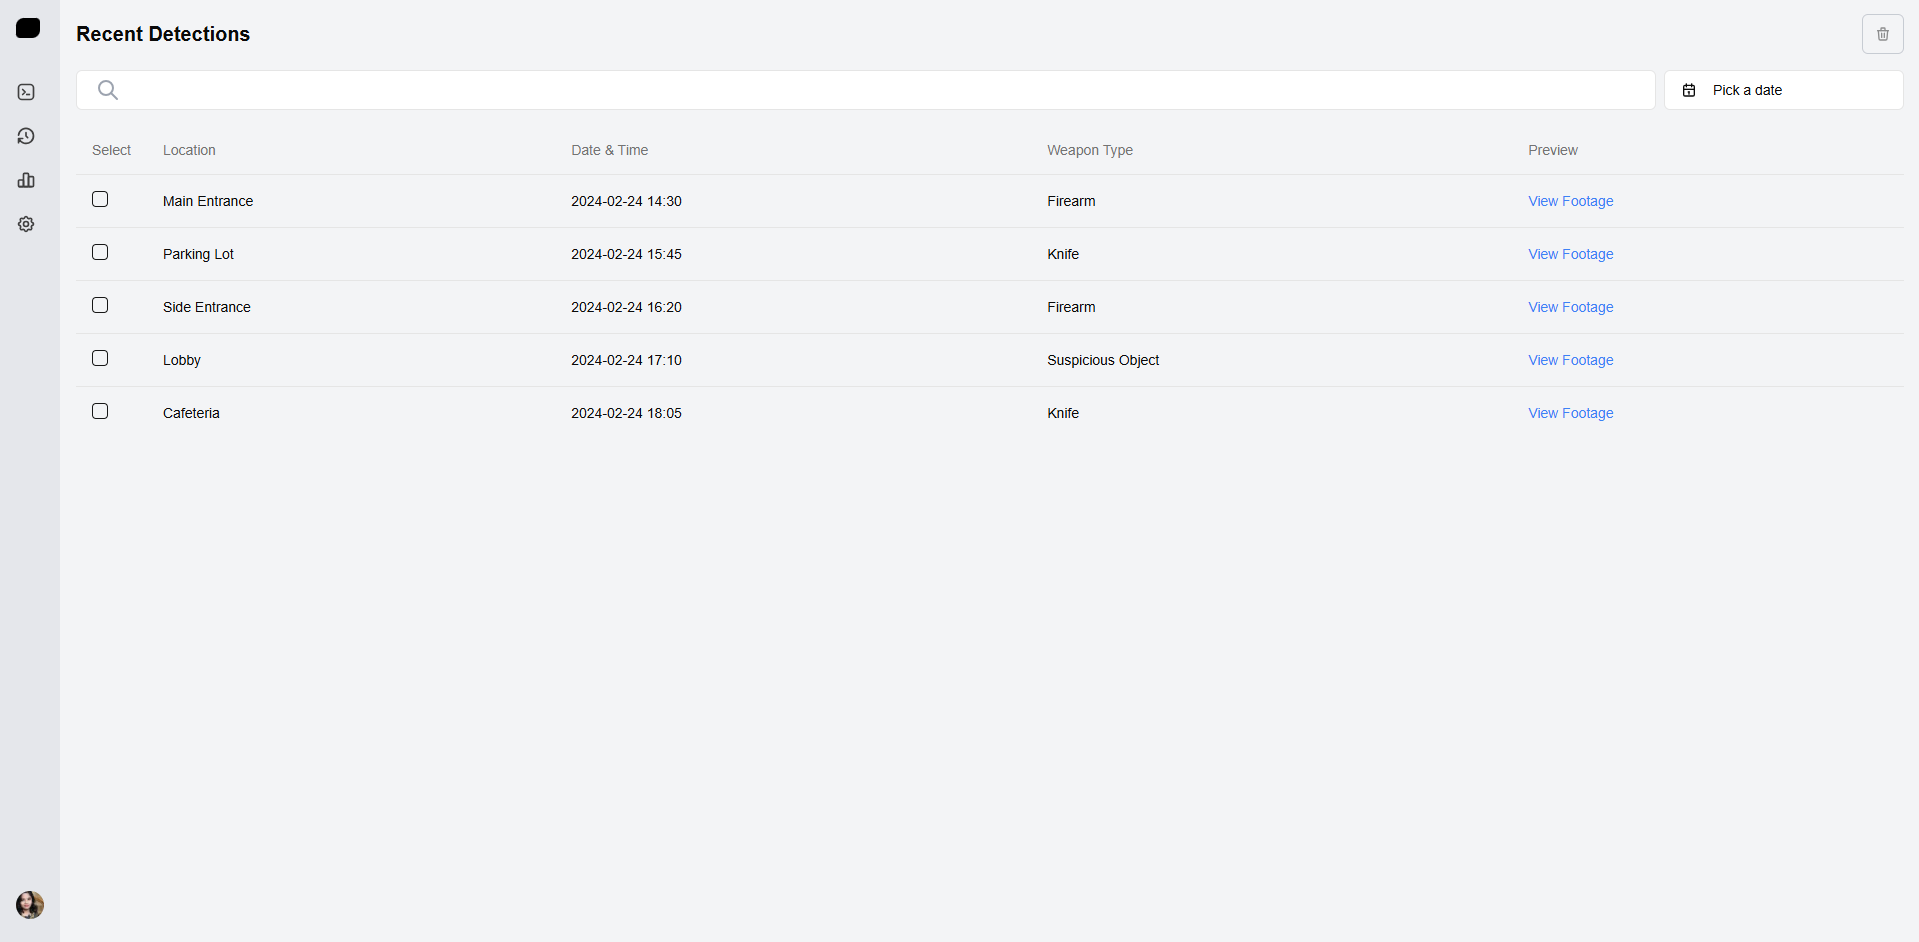 Recent Detections
Pick a date
Select Location Date & Time Weapon Type Preview
Main Entrance 2024-02-24 14:30 Firearm View Footage
Parking Lot 2024-02-24 15:45 Knife View Footage
Side Entrance 2024-02-24 16:20 Firearm View Footage
Lobby 2024-02-24 17:10 Suspicious Object View Footage
Cafeteria 2024-02-24 18:05 Knife View Footage